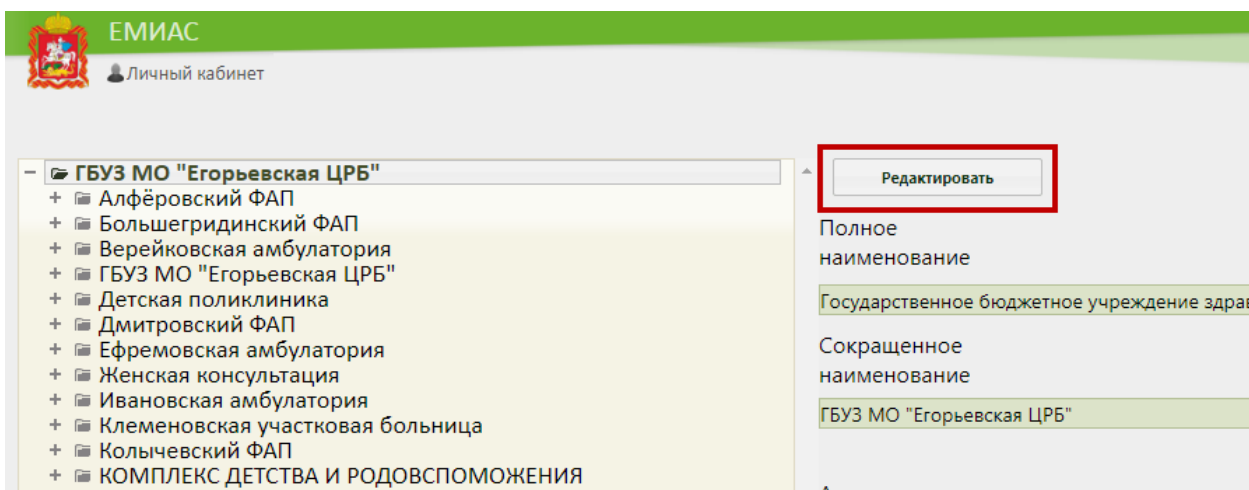 ЕМИАС
Личный кабинет
ГБУЗ МО "Егорьевская ЦРБ"
Алфёровский ФАП
Большегридинский ФАП
Верейковская амбулатория
ГБУЗ МО "Егорьевская ЦРБ"
Детская поликлиника
Дмитровский ФАП
Ефремовская амбулатория
Женская консультация
Ивановская амбулатория
Клеменовская участковая больница
Колычевский ФАП
КОМПЛЕКС ДЕТСТВА И РОДОВСПОМОЖЕНИЯ
Редактировать
Полное
наименование
Государственное бюджетное учреждение
Сокращенное
наименование
ГБУЗ МО "Егорьевская ЦРБ"